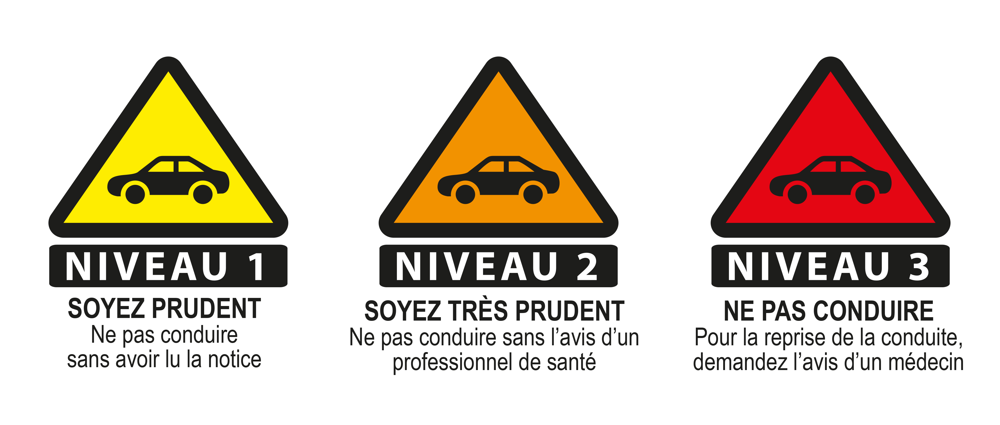 NIVEAU 1
SOYEZ PRUDENT
Ne pas conduire
sans avoir lu la notice
NIVEAU 2
SOYEZ TRÈS PRUDENT
Ne pas conduire sans l’avis d’un
professionnel de santé
NIVEAU 3
NE PAS CONDUIRE
Pour la reprise de la conduite,
demandez l’avis d’un médecin